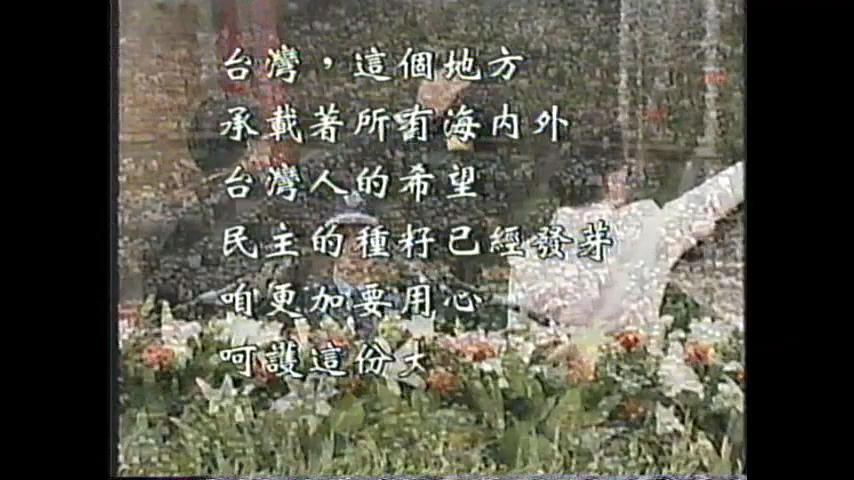 台灣，這個地方
承載著所有海內外
台灣人的希望
民主的種籽已經發芽
咱更加要用心
呵護這份大